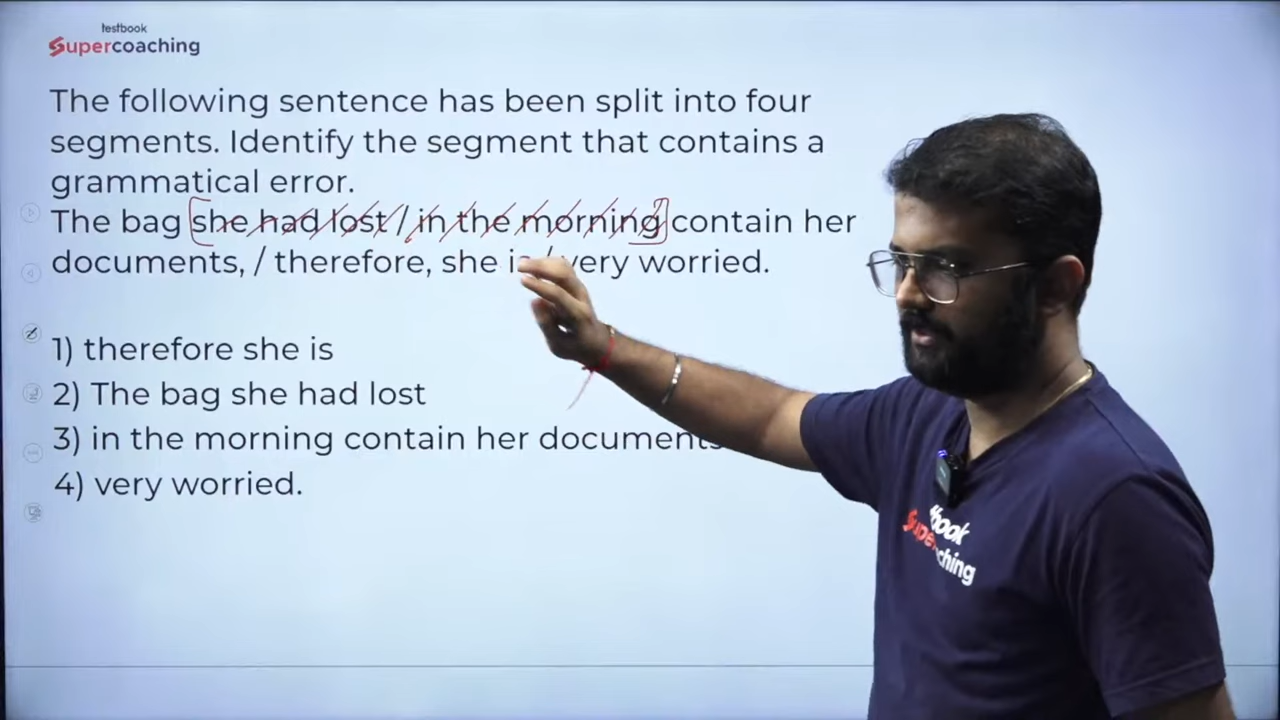 testbook
Supercoaching
The following sentence has been split into four
segments. Identify the segment that contains a
grammatical error.
The bag she had lost / in the morning contain her
documents, / therefore, she is / very worried.
1) therefore she is
2) The bag she had lost
3) in the morning contain her documents
4) very worried.
book
Supercoaching